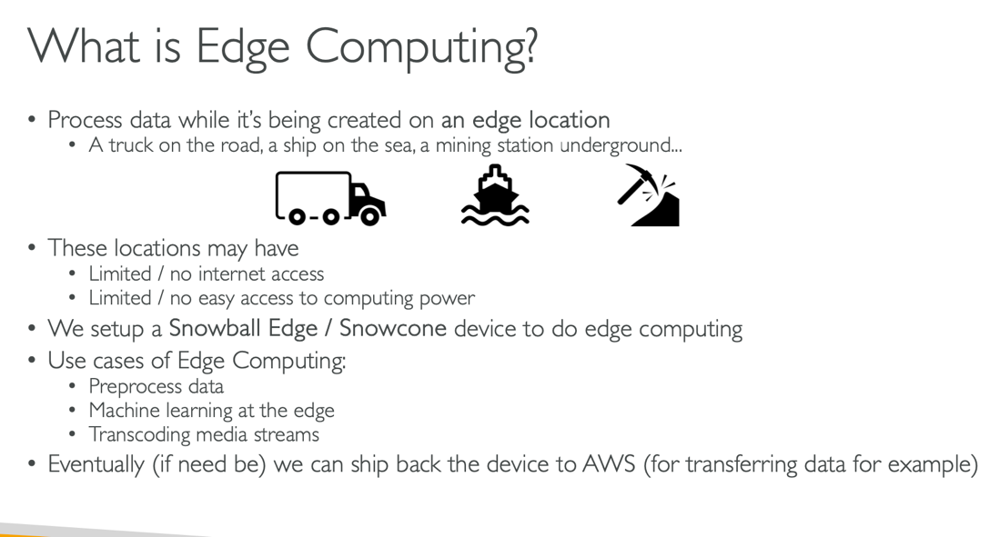 What is Edge Computing?
• Process data while it's being created on an edge location
• A truck on the road, a ship on the sea, a mining station underground...
• These locations may have
• Limited / no internet access
• Limited / no easy access to computing power
• We setup a Snowball Edge / Snowcone device to do edge computing
• Use cases of Edge Computing:
• Preprocess data
• Machine learning at the edge
• Transcoding media streams
• Eventually (if need be) we can ship back the device to AWS (for transferring data for example)